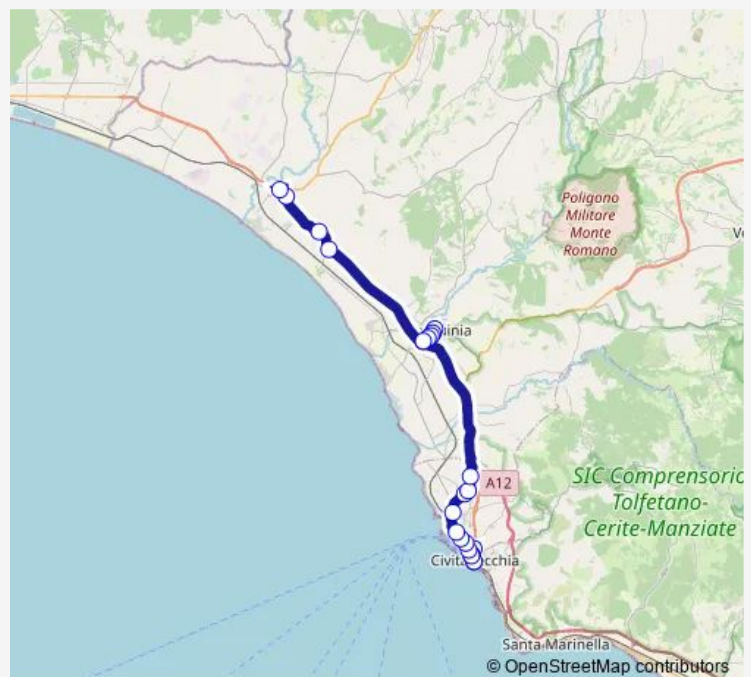 Poligono
Militare
Monte
Romano
A12
SIC Comprensorio
Tolfetano-
Cerite-Manziate
Santa Marinella
© OpenStreetMap contributors